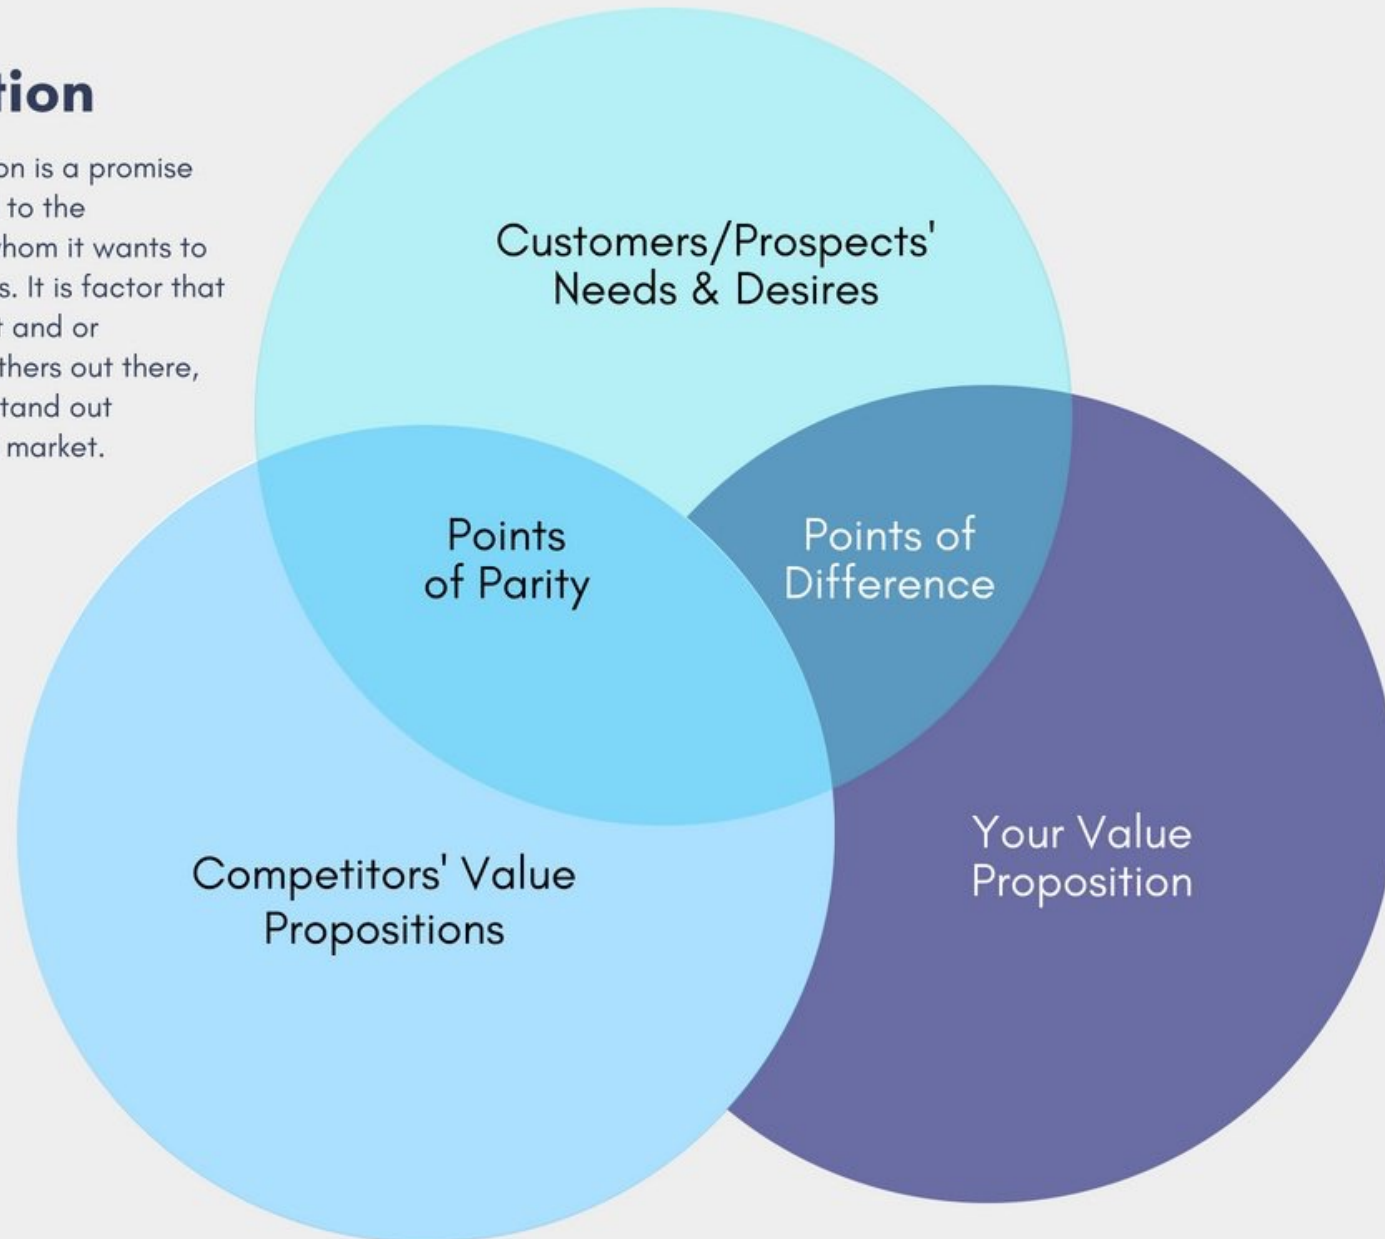 tion
on is a promise
to the
whom it wants to
s. It is factor that
t and or
thers out there,
tand out
market.
Customers/Prospects'
Needs & Desires
Points
of Parity
Points of
Difference
Competitors' Value
Propositions
Your Value
Proposition